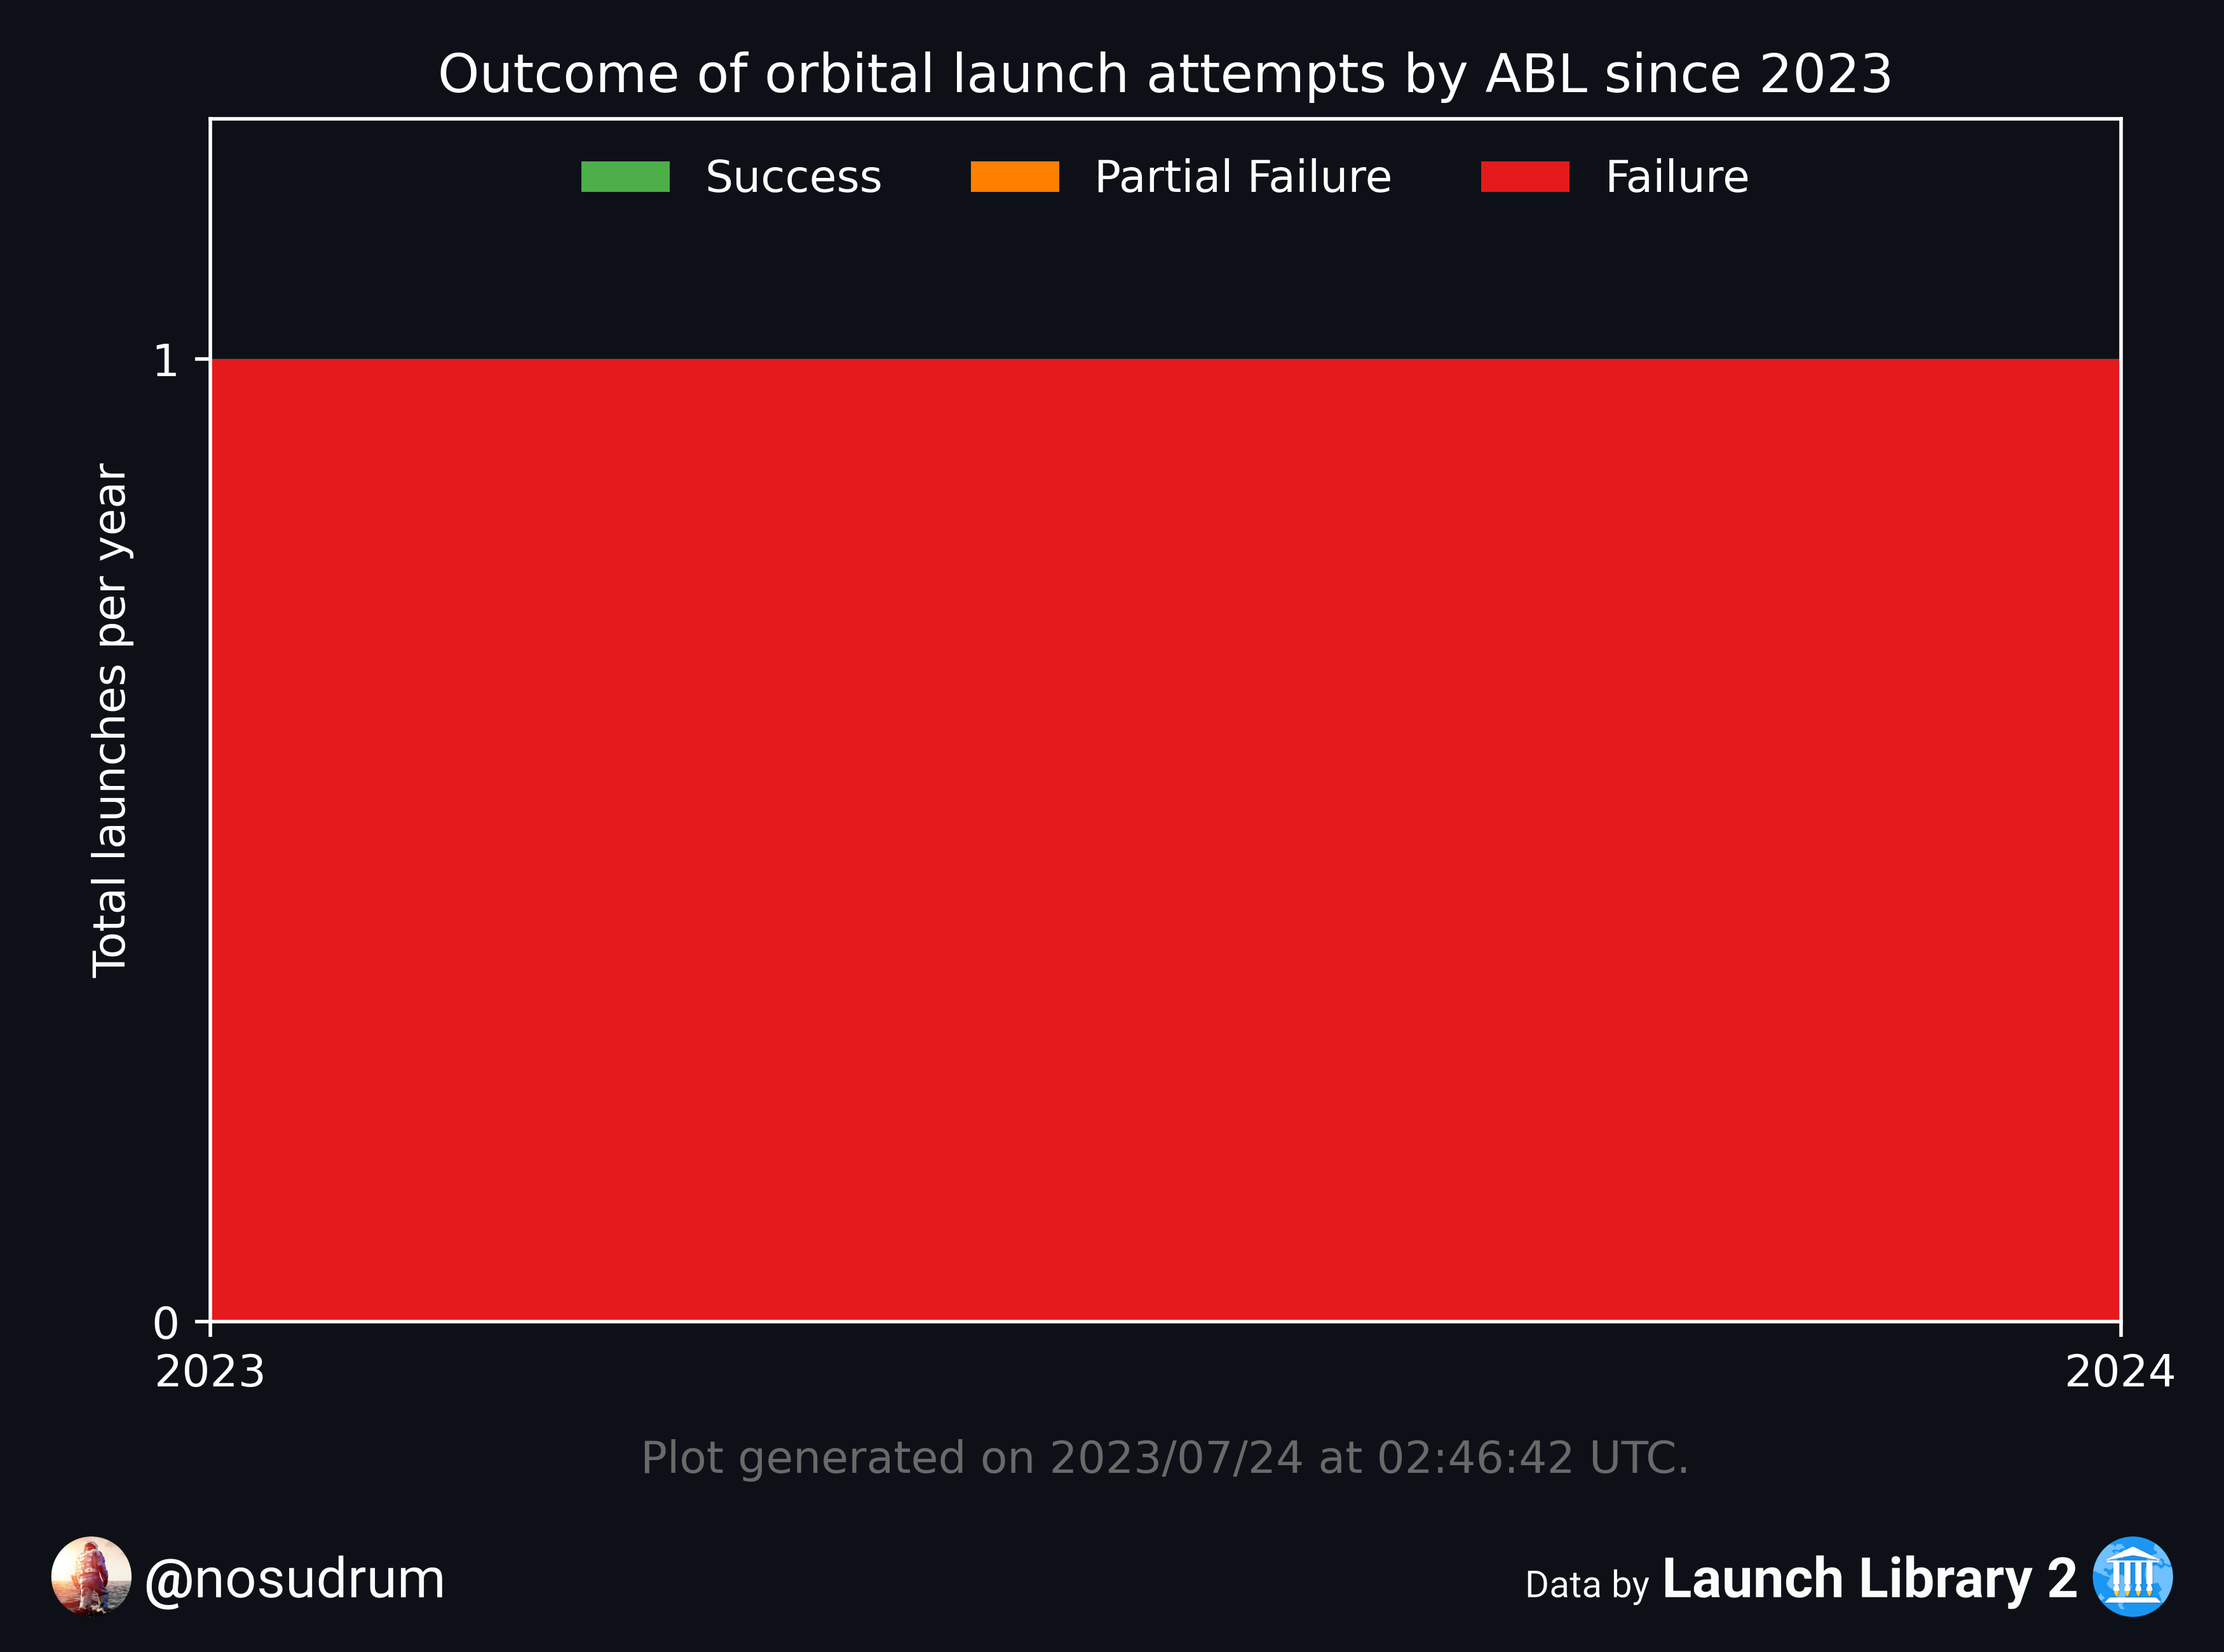 Outcome of orbital launch attempts by ABL since 2023
Success Partial Failure Failure
Total launches per year
1
0
2023 2024
Plot generated on 2023/07/24 at 02:46:42 UTC.
@nosudrum Data by Launch Library 2